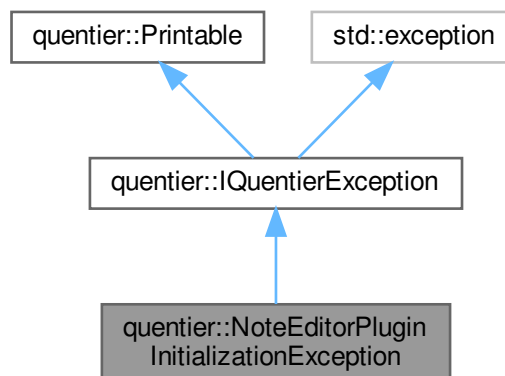 quentier::Printable
std::exception
quentier::IQuentierException
quentier::NoteEditorPlugin
InitializationException